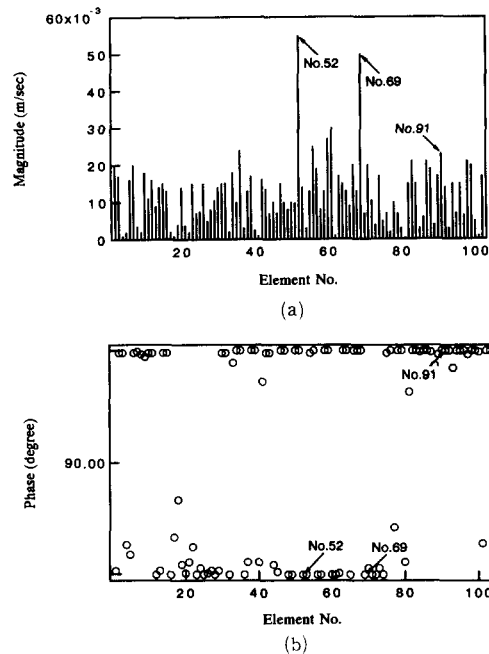 60x10⁻³
50
40
30
20
10
0
Magnitude (m/sec)
No.52
No.69
No.91
20
40
60
80
100
Element No.
(a)
Phase (degree)
90.00
No.91
No.52
No.69
20
40
60
80
100
Element No.
(b)